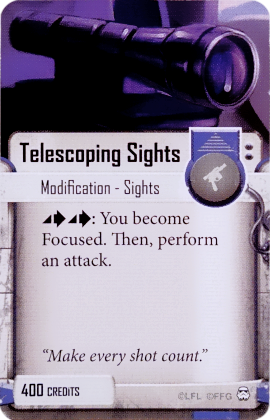 Telescoping Sights
Modification - Sights
: You become
Focused. Then, perform
an attack.
“Make every shot count.”
400 CREDITS
©LFL ©FFG